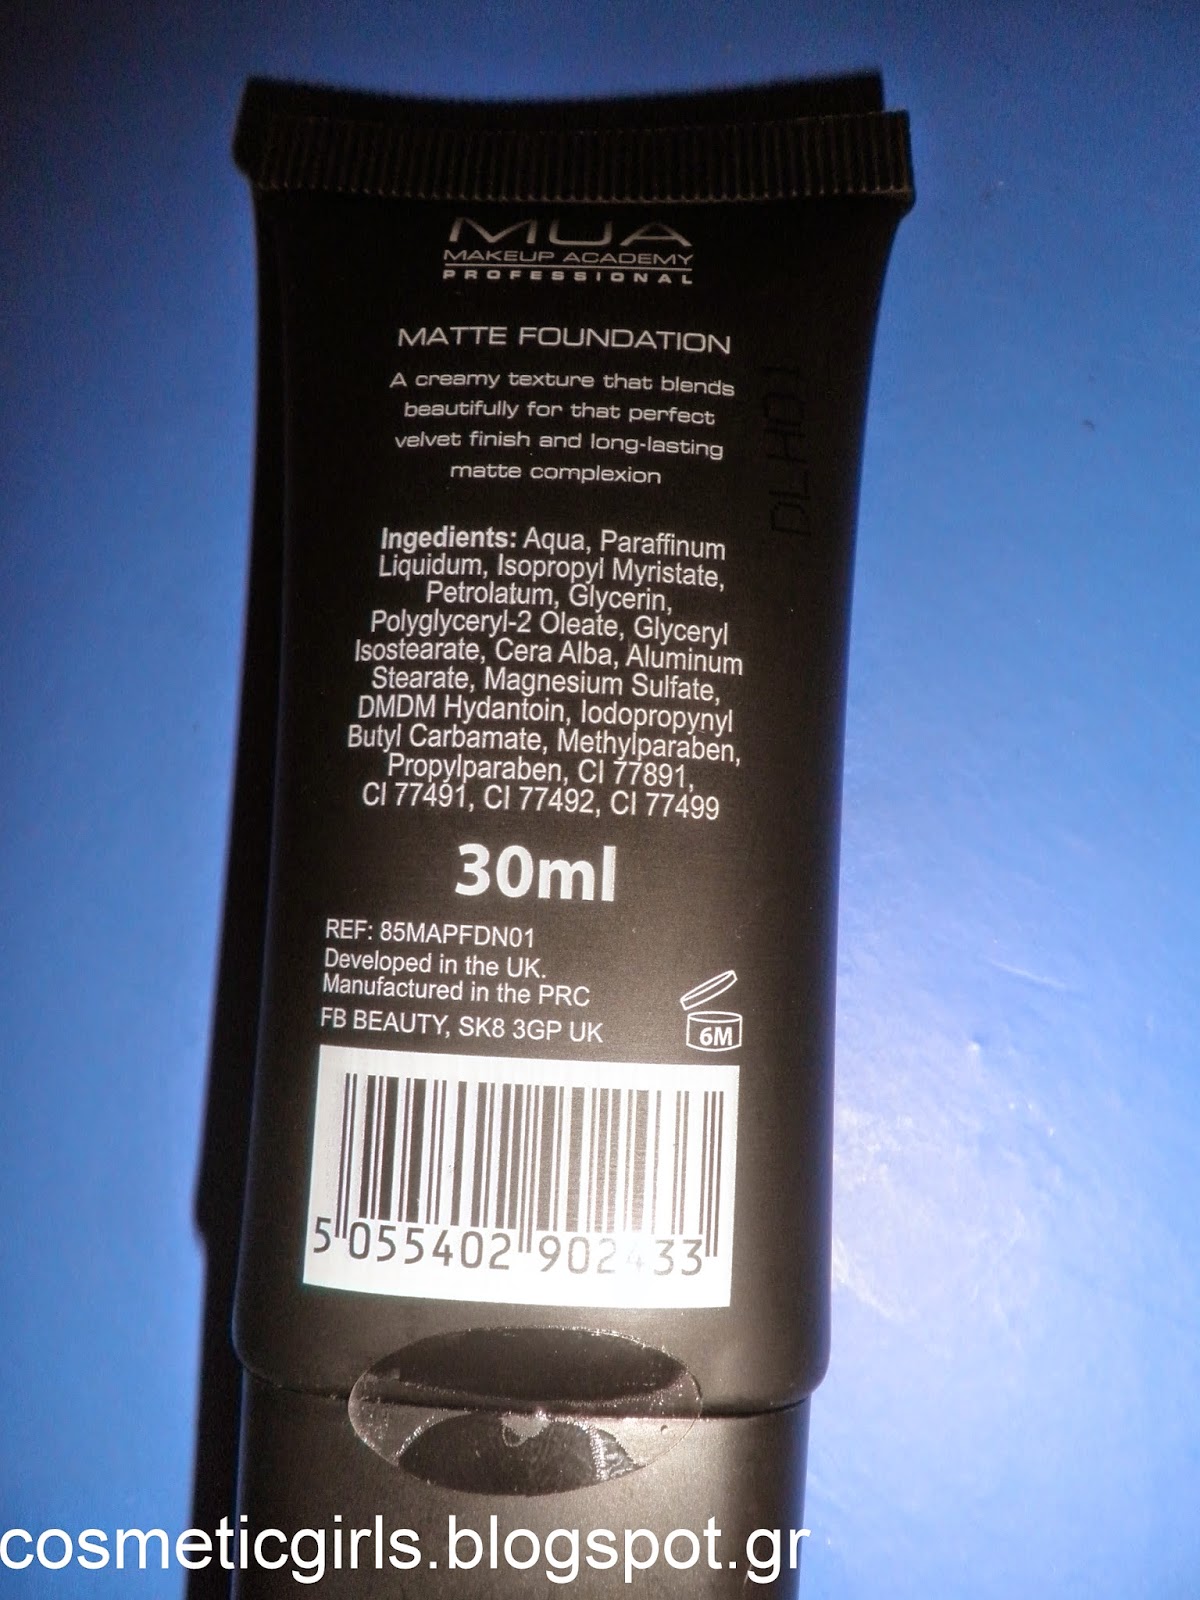 MUA
MAKEUP ACADEMY
PROFESSIONAL
MATTE FOUNDATION
A creamy texture that blends
beautifully for that perfect
velvet finish and long-lasting
matte complexion
Ingedients: Aqua, Paraffinum
Liquidum, Isopropyl Myristate,
Petrolatum, Glycerin,
Polyglyceryl-2 Oleate, Glyceryl
Isostearate, Cera Alba, Aluminum
Stearate, Magnesium Sulfate,
DMDM Hydantoin, Iodopropynyl
Butyl Carbamate, Methylparaben,
Propylparaben, CI 77891,
CI 77491, CI 77492, CI 77499
30ml
REF: 85MAPFDN01
Developed in the UK.
Manufactured in the PRC
FB BEAUTY, SK8 3GP UK
6M
5 055402 902433
cosmeticgirls.blogspot.gr